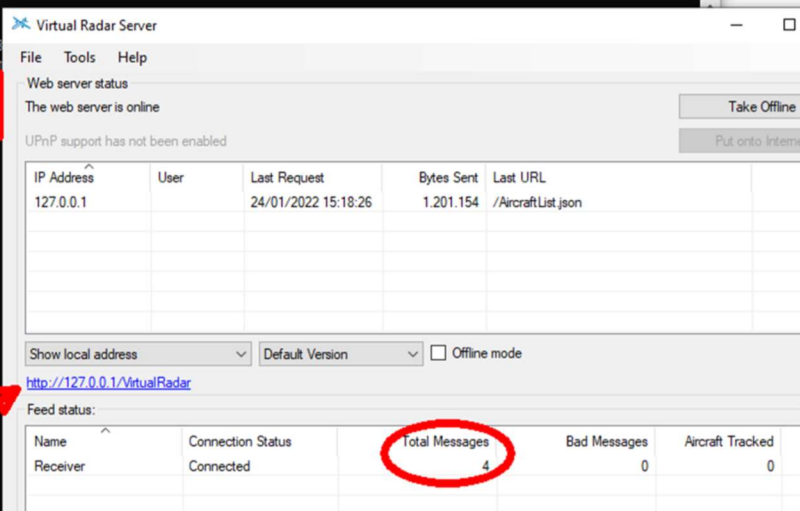 Virtual Radar Server
File Tools Help
Web server status
The web server is online
Take Offline
UPnP support has not been enabled
Put onto Interne
IP Address User Last Request Bytes Sent Last URL
127.0.0.1 24/01/2022 15:18:26 1.201.154 /AircraftList.json
Show local address Default Version Offline mode
http://127.0.0.1/VirtualRadar
Feed status:
Name Connection Status Total Messages Bad Messages Aircraft Tracked
Receiver Connected 4 0 0